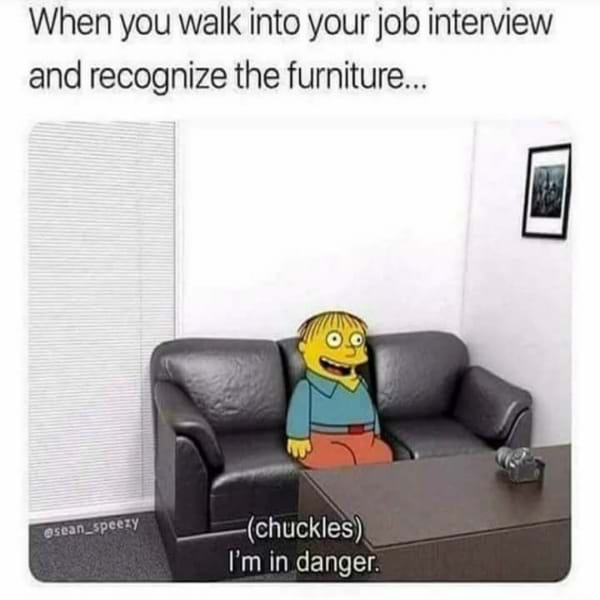 When you walk into your job interview
and recognize the furniture...
@sean_speezy
(chuckles)
I'm in danger.